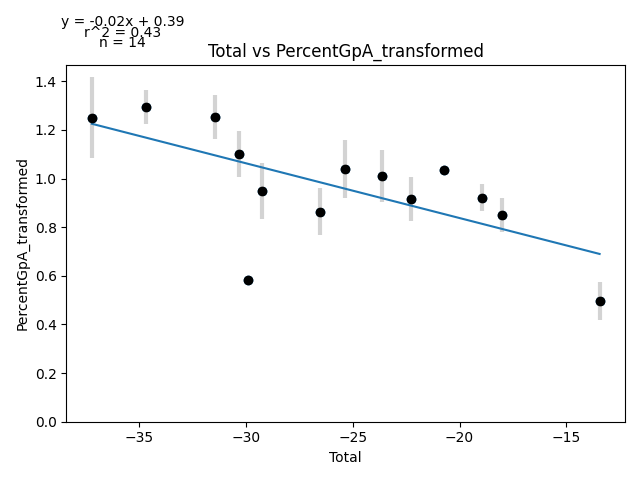 y = -0.02x + 0.39
r^2 = 0.43
n = 14
Total vs PercentGpA_transformed
PercentGpA_transformed
1.4
1.2
1.0
0.8
0.6
0.4
0.2
0.0
−35
−30
−25
−20
−15
Total